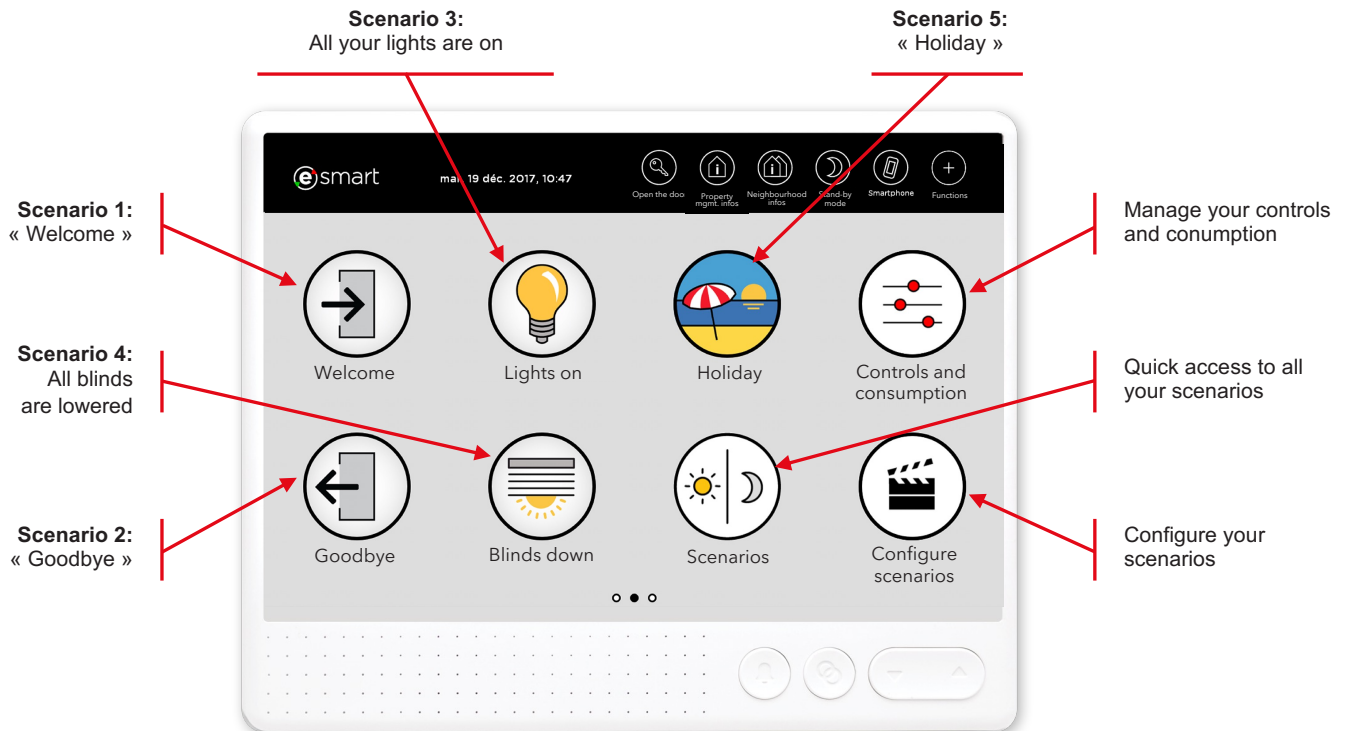 Scenario 3:
All your lights are on
Scenario 5:
« Holiday »
Scenario 1:
« Welcome »
Scenario 4:
All blinds
are lowered
Scenario 2:
« Goodbye »
esmart
mar. 19 déc. 2017, 10:47
Open the doo
Property
mgmt. infos
Neighbourhood
infos
Stand-by
mode
Smartphone
Functions
Welcome
Lights on
Holiday
Controls and
consumption
Goodbye
Blinds down
Scenarios
Configure
scenarios
Manage your controls
and conumption
Quick access to all
your scenarios
Configure your
scenarios